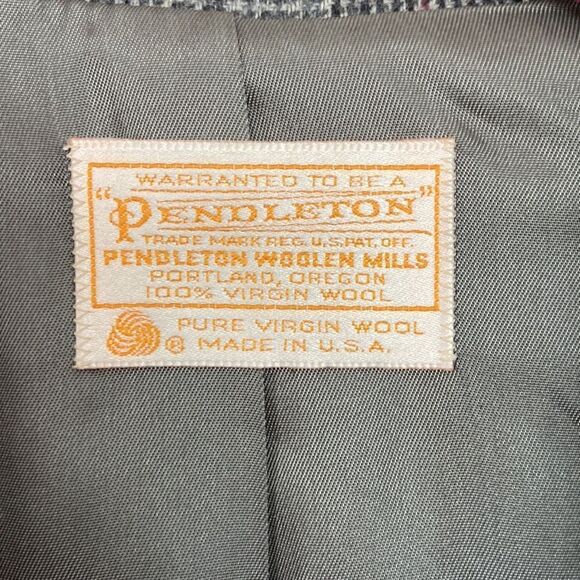 WARRANTED TO BE A
"PENDLETON"
TRADE MARK REG. U.S. PAT. OFF.
PENDLETON WOOLEN MILLS
PORTLAND, OREGON
100% VIRGIN WOOL
PURE VIRGIN WOOL
® MADE IN U.S.A.